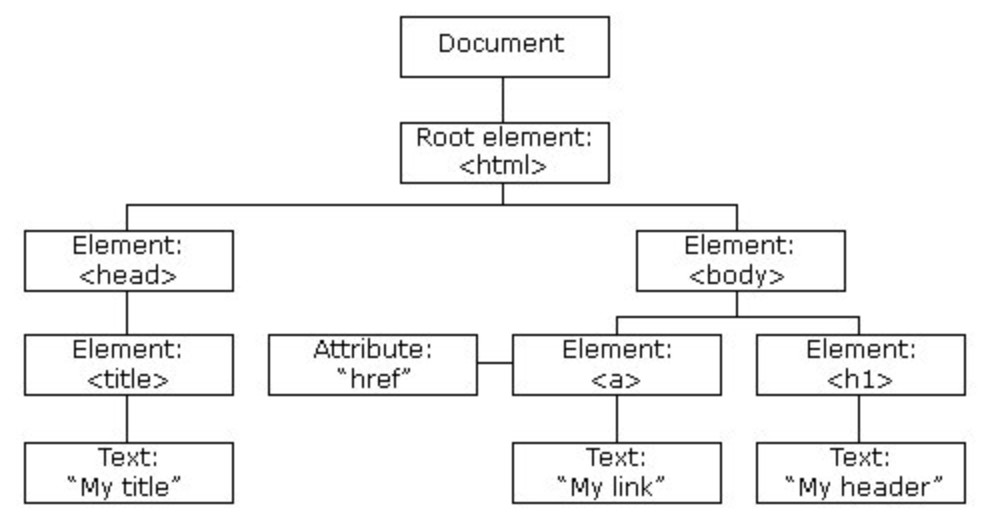 Document
Root element:
<html>
Element:
<head>
Element:
<body>
Element:
<title>
Attribute:
“href”
Element:
<a>
Element:
<h1>
Text:
“My title”
Text:
“My link”
Text:
“My header”